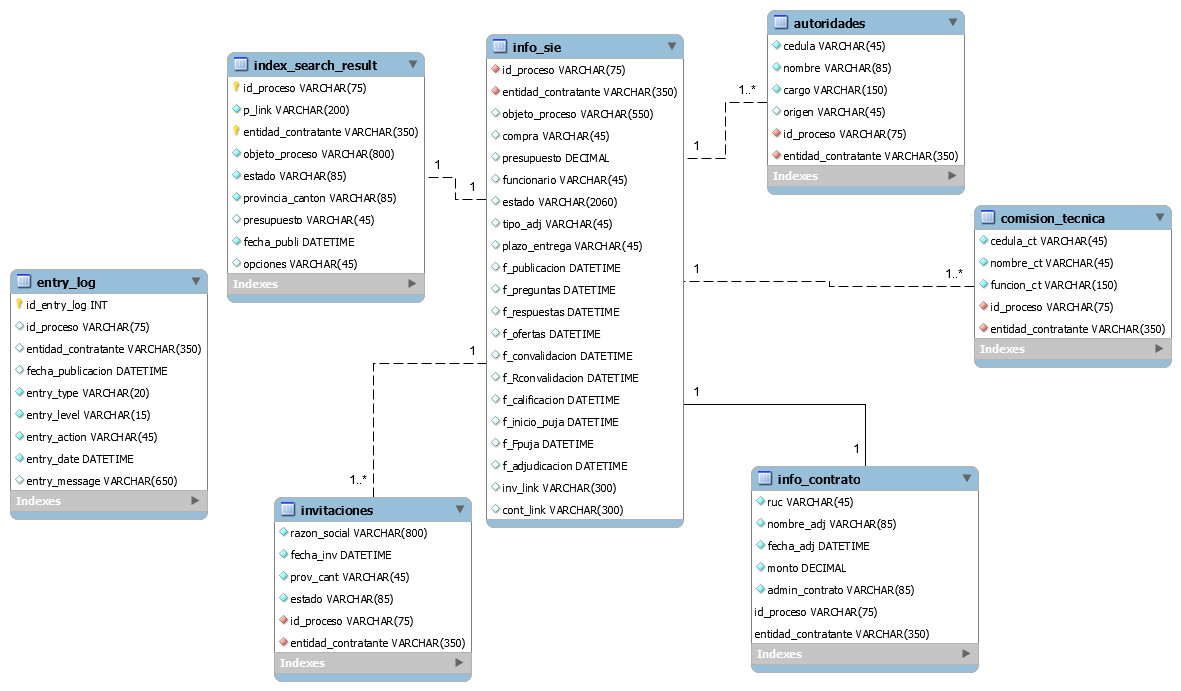 index_search_result
id_proceso VARCHAR(75)
p_link VARCHAR(200)
entidad_contratante VARCHAR(350)
objeto_proceso VARCHAR(800)
estado VARCHAR(85)
provincia_canton VARCHAR(85)
presupuesto VARCHAR(45)
fecha_publi DATETIME
opciones VARCHAR(45)
Indexes
entry_log
id_entry_log INT
id_proceso VARCHAR(75)
entidad_contratante VARCHAR(350)
fecha_publicacion DATETIME
entry_type VARCHAR(20)
entry_level VARCHAR(15)
entry_action VARCHAR(45)
entry_date DATETIME
entry_message VARCHAR(650)
Indexes
info_sie
id_proceso VARCHAR(75)
entidad_contratante VARCHAR(350)
objeto_proceso VARCHAR(550)
compra VARCHAR(45)
presupuesto DECIMAL
funcionario VARCHAR(45)
estado VARCHAR(2060)
tipo_adj VARCHAR(45)
plazo_entrega VARCHAR(45)
f_publicacion DATETIME
f_preguntas DATETIME
f_respuestas DATETIME
f_ofertas DATETIME
f_convalidacion DATETIME
f_Rconvalidacion DATETIME
f_calificacion DATETIME
f_inicio_puja DATETIME
f_Fpuja DATETIME
f_adjudicacion DATETIME
inv_link VARCHAR(300)
cont_link VARCHAR(300)
autoridades
cedula VARCHAR(45)
nombre VARCHAR(85)
cargo VARCHAR(150)
origen VARCHAR(45)
id_proceso VARCHAR(75)
entidad_contratante VARCHAR(350)
Indexes
comision_tecnica
cedula_ct VARCHAR(45)
nombre_ct VARCHAR(45)
funcion_ct VARCHAR(150)
id_proceso VARCHAR(75)
entidad_contratante VARCHAR(350)
Indexes
invitaciones
razon_social VARCHAR(800)
fecha_inv DATETIME
prov_cant VARCHAR(45)
estado VARCHAR(85)
id_proceso VARCHAR(75)
entidad_contratante VARCHAR(350)
Indexes
info_contrato
ruc VARCHAR(45)
nombre_adj VARCHAR(85)
fecha_adj DATETIME
monto DECIMAL
admin_contrato VARCHAR(85)
id_proceso VARCHAR(75)
entidad_contratante VARCHAR(350)
Indexes
1
1
1
1..*
1
1..*
1
1..*
1
1